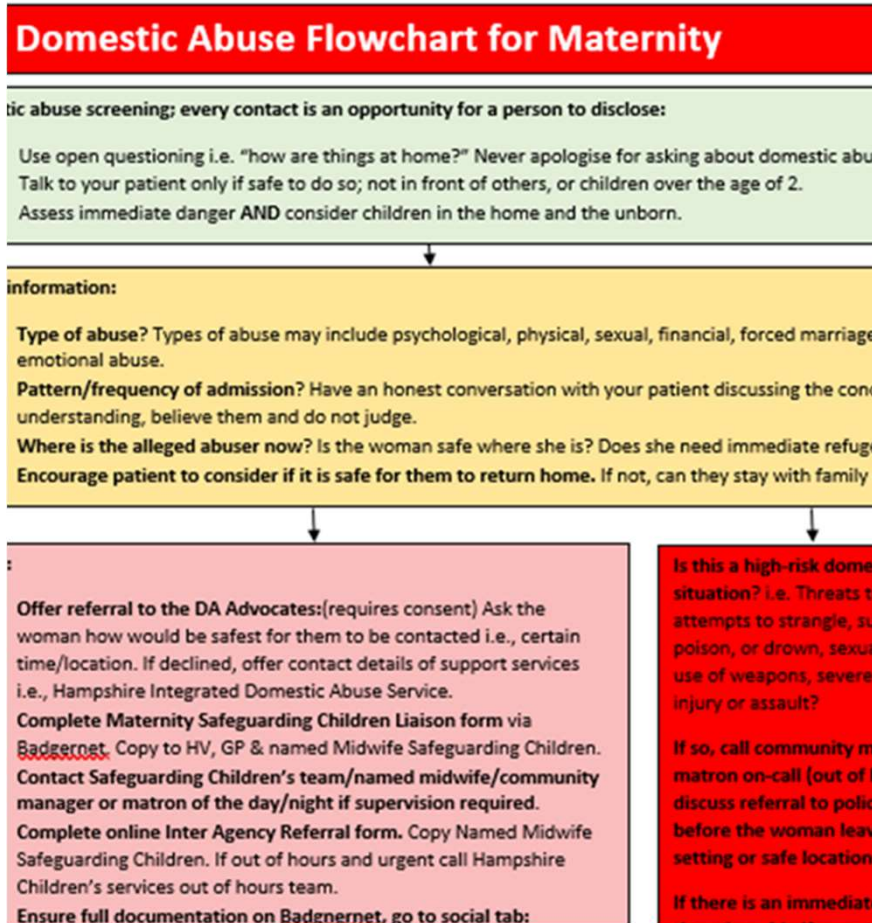 Domestic Abuse Flowchart for Maternity
tic abuse screening; every contact is an opportunity for a person to disclose:
Use open questioning i.e. “how are things at home?” Never apologise for asking about domestic abu
Talk to your patient only if safe to do so; not in front of others, or children over the age of 2.
Assess immediate danger AND consider children in the home and the unborn.
information:
Type of abuse? Types of abuse may include psychological, physical, sexual, financial, forced marriage
emotional abuse.
Pattern/frequency of admission? Have an honest conversation with your patient discussing the conc
understanding, believe them and do not judge.
Where is the alleged abuser now? Is the woman safe where she is? Does she need immediate refuge
Encourage patient to consider if it is safe for them to return home. If not, can they stay with family
:
Offer referral to the DA Advocates:(requires consent) Ask the
woman how would be safest for them to be contacted i.e., certain
time/location. If declined, offer contact details of support services
i.e., Hampshire Integrated Domestic Abuse Service.
Complete Maternity Safeguarding Children Liaison form via
Badgernet. Copy to HV, GP & named Midwife Safeguarding Children.
Contact Safeguarding Children’s team/named midwife/community
manager or matron of the day/night if supervision required.
Complete online Inter Agency Referral form. Copy Named Midwife
Safeguarding Children. If out of hours and urgent call Hampshire
Children’s services out of hours team.
Ensure full documentation on Badgnernet, go to social tab:
Is this a high-risk dome
situation? i.e. Threats t
attempts to strangle, su
poison, or drown, sexua
use of weapons, severe
injury or assault?
If so, call community m
matron on-call (out of
discuss referral to polic
before the woman leav
setting or safe location
If there is an immediat